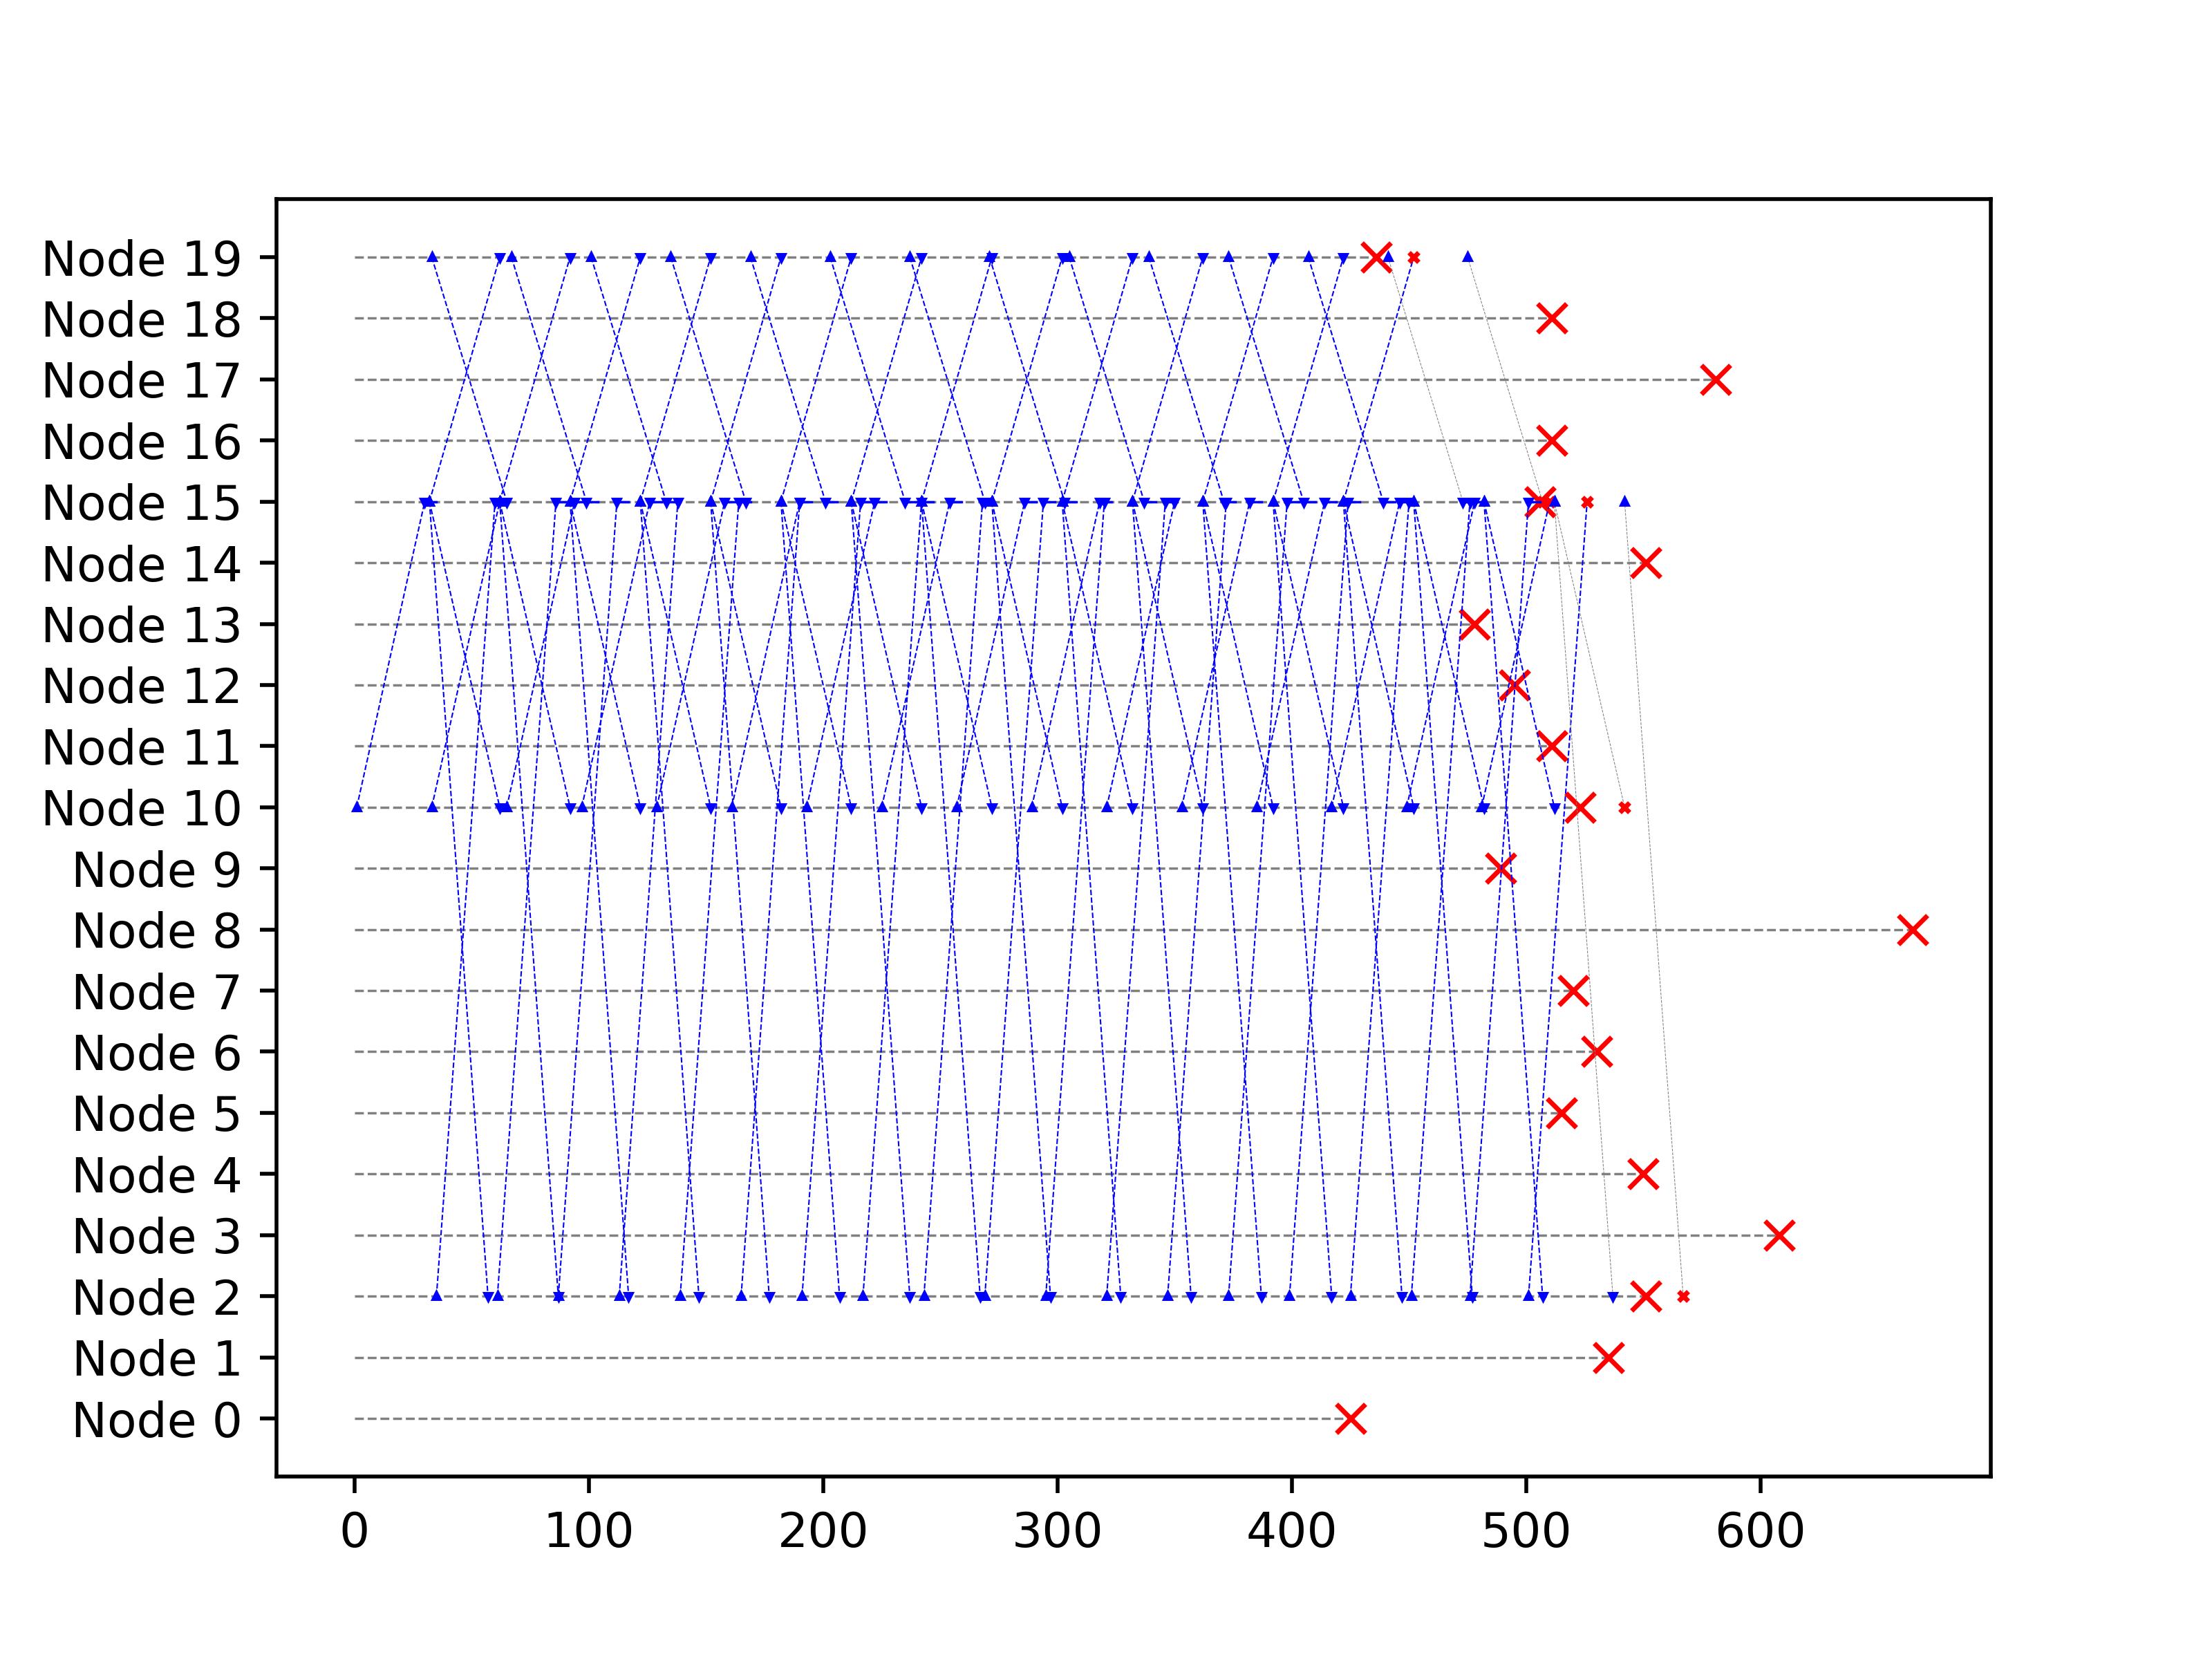 Node 19
Node 18
Node 17
Node 16
Node 15
Node 14
Node 13
Node 12
Node 11
Node 10
Node 9
Node 8
Node 7
Node 6
Node 5
Node 4
Node 3
Node 2
Node 1
Node 0
0 100 200 300 400 500 600